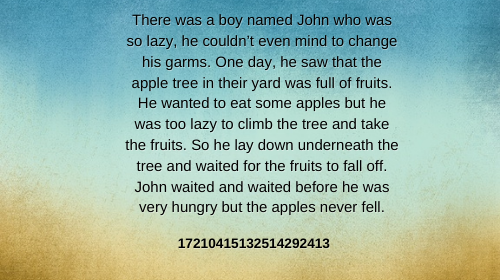 There was a boy named John who was
so lazy, he couldn't even mind to change
his garms. One day, he saw that the
apple tree in their yard was full of fruits.
He wanted to eat some apples but he
was too lazy to climb the tree and take
the fruits. So he lay down underneath the
tree and waited for the fruits to fall off.
John waited and waited before he was
very hungry but the apples never fell.
17210415132514292413